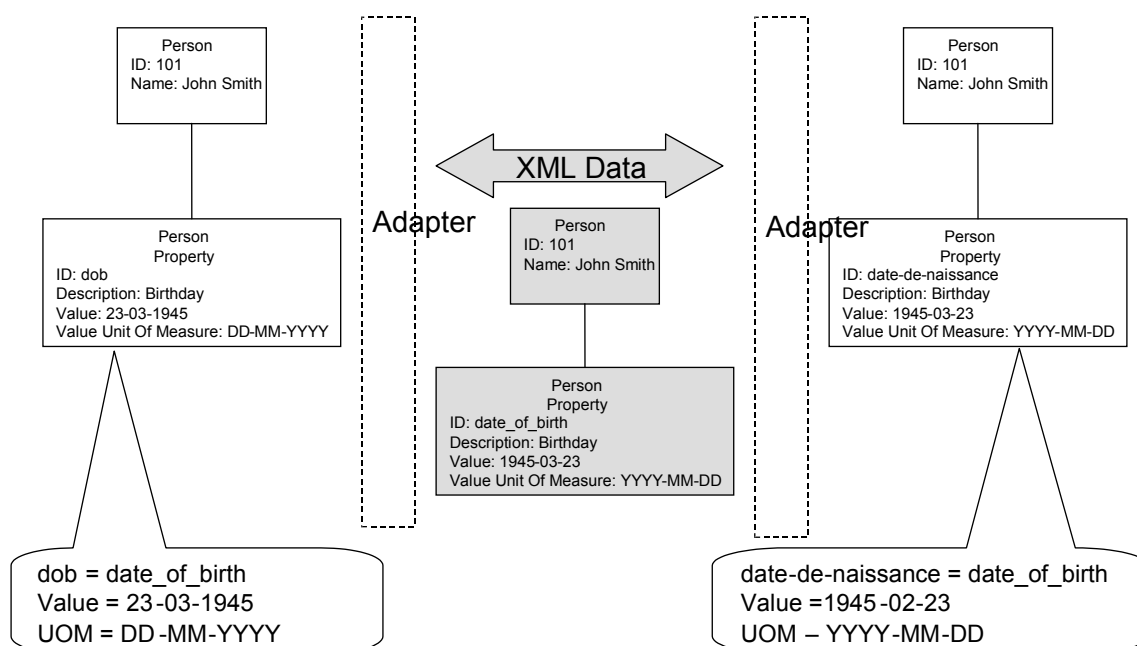 Person
ID: 101
Name: John Smith
Person
Property
ID: dob
Description: Birthday
Value: 23-03-1945
Value Unit Of Measure: DD-MM-YYYY
dob = date_of_birth
Value = 23-03-1945
UOM = DD-MM-YYYY
Adapter
XML Data
Person
ID: 101
Name: John Smith
Person
Property
ID: date_of_birth
Description: Birthday
Value: 1945-03-23
Value Unit Of Measure: YYYY-MM-DD
Adapter
Person
ID: 101
Name: John Smith
Person
Property
ID: date-de-naissance
Description: Birthday
Value: 1945-03-23
Value Unit Of Measure: YYYY-MM-DD
date-de-naissance = date_of_birth
Value =1945-02-23
UOM – YYYY-MM-DD